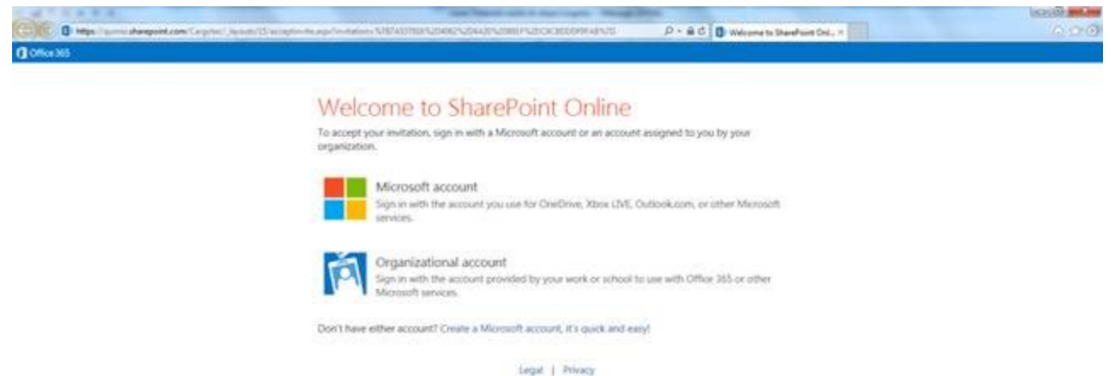 Welcome to SharePoint Onl...
Office 365
Welcome to SharePoint Online
To accept your invitation, sign in with a Microsoft account or an account assigned to you by your
organization.
Microsoft account
Sign in with the account you use for OneDrive, Xbox LIVE, Outlook.com, or other Microsoft
services.
Organizational account
Sign in with the account provided by your work or school to use with Office 365 or other
Microsoft services.
Don't have either account? Create a Microsoft account, it's quick and easy!
Legal | Privacy